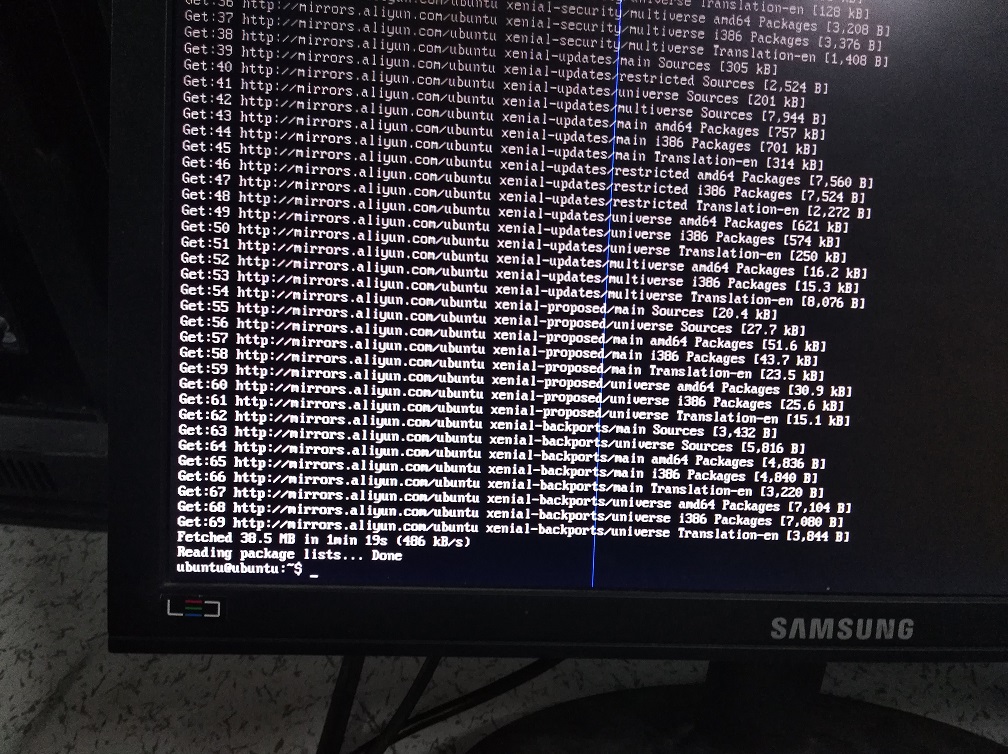 Translation-en [128 kB]
xenial-security/multiverse amd64 Packages [3,208 B]
Get:36 http://mirrors.aliyun.com/ubuntu xenial-security/multiverse i386 Packages [3,376 B]
Get:37 http://mirrors.aliyun.com/ubuntu xenial-security/multiverse Translation-en [1,408 B]
Get:38 http://mirrors.aliyun.com/ubuntu xenial-updates/main Sources [305 kB]
Get:39 http://mirrors.aliyun.com/ubuntu xenial-updates/restricted Sources [2,524 B]
Get:40 http://mirrors.aliyun.com/ubuntu xenial-updates/universe Sources [201 kB]
Get:41 http://mirrors.aliyun.com/ubuntu xenial-updates/multiverse Sources [7,944 B]
Get:42 http://mirrors.aliyun.com/ubuntu xenial-updates/main amd64 Packages [757 kB]
Get:43 http://mirrors.aliyun.com/ubuntu xenial-updates/main i386 Packages [701 kB]
Get:44 http://mirrors.aliyun.com/ubuntu xenial-updates/main Translation-en [314 kB]
Get:45 http://mirrors.aliyun.com/ubuntu xenial-updates/restricted amd64 Packages [7,560 B]
Get:46 http://mirrors.aliyun.com/ubuntu xenial-updates/restricted i386 Packages [7,524 B]
Get:47 http://mirrors.aliyun.com/ubuntu xenial-updates/restricted Translation-en [2,272 B]
Get:48 http://mirrors.aliyun.com/ubuntu xenial-updates/universe amd64 Packages [621 kB]
Get:49 http://mirrors.aliyun.com/ubuntu xenial-updates/universe i386 Packages [574 kB]
Get:50 http://mirrors.aliyun.com/ubuntu xenial-updates/universe Translation-en [250 kB]
Get:51 http://mirrors.aliyun.com/ubuntu xenial-updates/multiverse amd64 Packages [16.2 kB]
Get:52 http://mirrors.aliyun.com/ubuntu xenial-updates/multiverse i386 Packages [15.3 kB]
Get:53 http://mirrors.aliyun.com/ubuntu xenial-updates/multiverse Translation-en [8,076 B]
Get:54 http://mirrors.aliyun.com/ubuntu xenial-proposed/main Sources [20.4 kB]
Get:55 http://mirrors.aliyun.com/ubuntu xenial-proposed/universe Sources [27.7 kB]
Get:56 http://mirrors.aliyun.com/ubuntu xenial-proposed/main amd64 Packages [51.6 kB]
Get:57 http://mirrors.aliyun.com/ubuntu xenial-proposed/main i386 Packages [43.7 kB]
Get:58 http://mirrors.aliyun.com/ubuntu xenial-proposed/main Translation-en [23.5 kB]
Get:59 http://mirrors.aliyun.com/ubuntu xenial-proposed/universe amd64 Packages [30.9 kB]
Get:60 http://mirrors.aliyun.com/ubuntu xenial-proposed/universe i386 Packages [25.6 kB]
Get:61 http://mirrors.aliyun.com/ubuntu xenial-proposed/universe Translation-en [15.1 kB]
Get:62 http://mirrors.aliyun.com/ubuntu xenial-backports/main Sources [3,432 B]
Get:63 http://mirrors.aliyun.com/ubuntu xenial-backports/universe Sources [5,816 B]
Get:64 http://mirrors.aliyun.com/ubuntu xenial-backports/main amd64 Packages [4,836 B]
Get:65 http://mirrors.aliyun.com/ubuntu xenial-backports/main i386 Packages [4,840 B]
Get:66 http://mirrors.aliyun.com/ubuntu xenial-backports/main Translation-en [3,220 B]
Get:67 http://mirrors.aliyun.com/ubuntu xenial-backports/universe amd64 Packages [7,104 B]
Get:68 http://mirrors.aliyun.com/ubuntu xenial-backports/universe i386 Packages [7,080 B]
Get:69 http://mirrors.aliyun.com/ubuntu xenial-backports/universe Translation-en [3,844 B]
Fetched 38.5 MB in 1min 19s (486 kB/s)
Reading package lists... Done
ubuntu@ubuntu:~$ _
LED
SAMSUNG